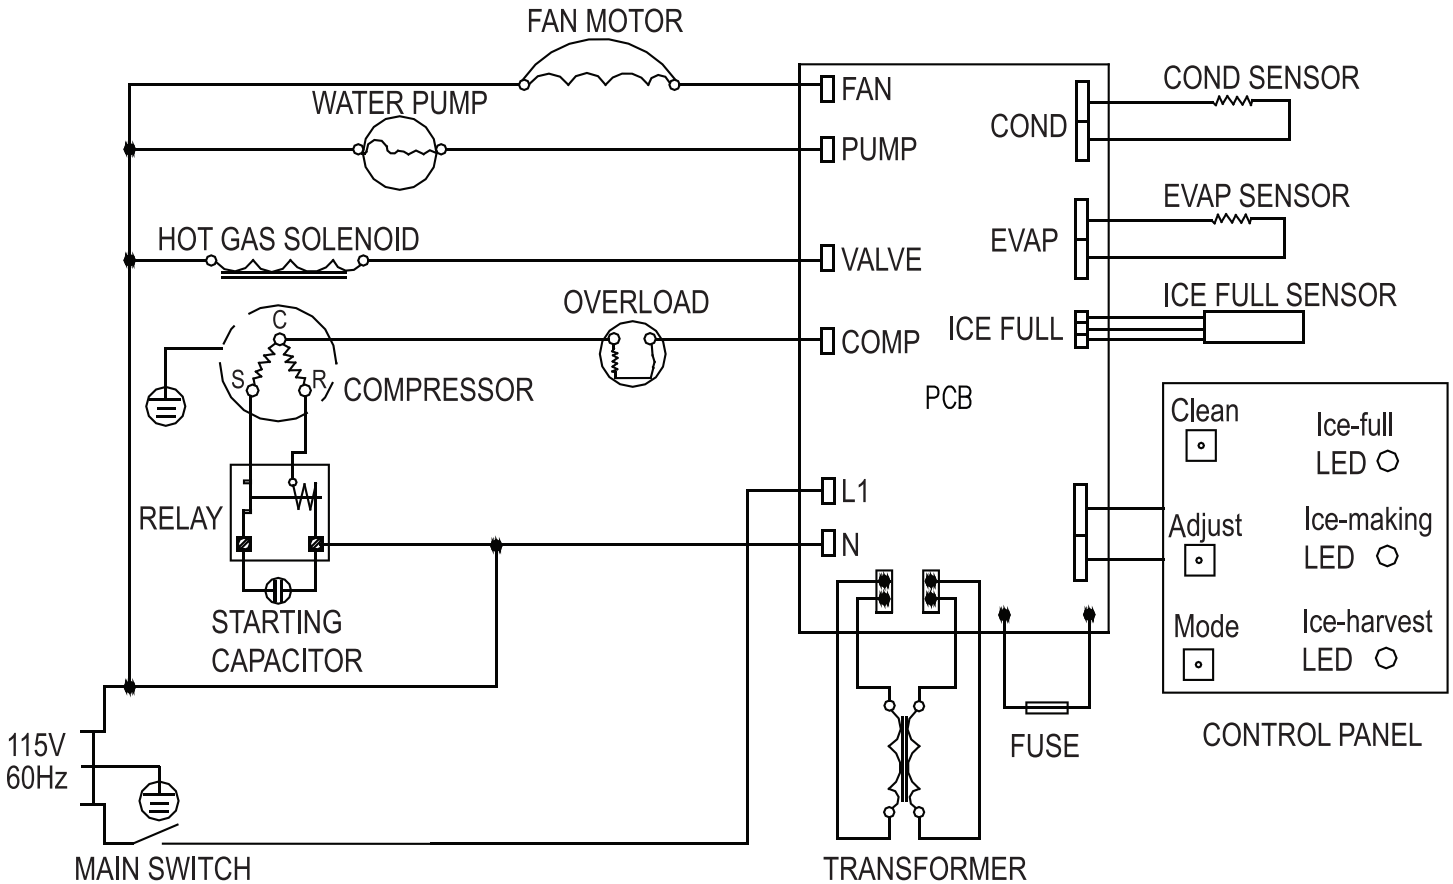 FAN MOTOR
WATER PUMP
HOT GAS SOLENOID
OVERLOAD
C
S
R
COMPRESSOR
RELAY
STARTING
CAPACITOR
115V
60Hz
MAIN SWITCH
FAN
PUMP
VALVE
COMP
L1
N
COND
EVAP
ICE FULL
PCB
COND SENSOR
EVAP SENSOR
ICE FULL SENSOR
Clean
Ice-full
LED
Adjust
Ice-making
LED
Mode
Ice-harvest
LED
CONTROL PANEL
FUSE
TRANSFORMER